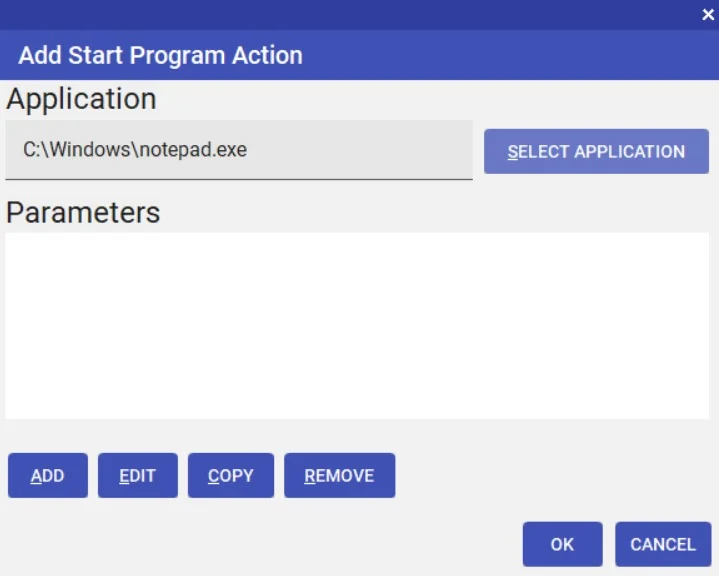 Add Start Program Action
Application
C:\Windows\notepad.exe
SELECT APPLICATION
Parameters
ADD EDIT COPY REMOVE
OK CANCEL